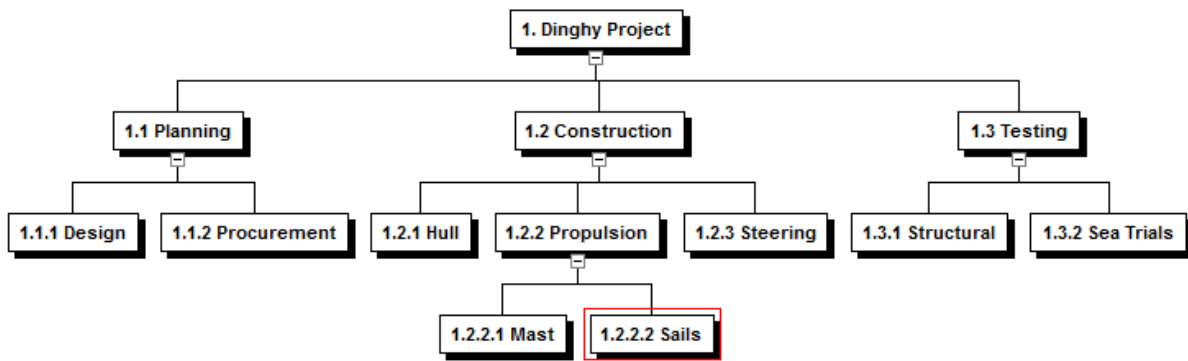 1. Dinghy Project
1.1 Planning
1.2 Construction
1.3 Testing
1.1.1 Design
1.1.2 Procurement
1.2.1 Hull
1.2.2 Propulsion
1.2.3 Steering
1.3.1 Structural
1.3.2 Sea Trials
1.2.2.1 Mast
1.2.2.2 Sails